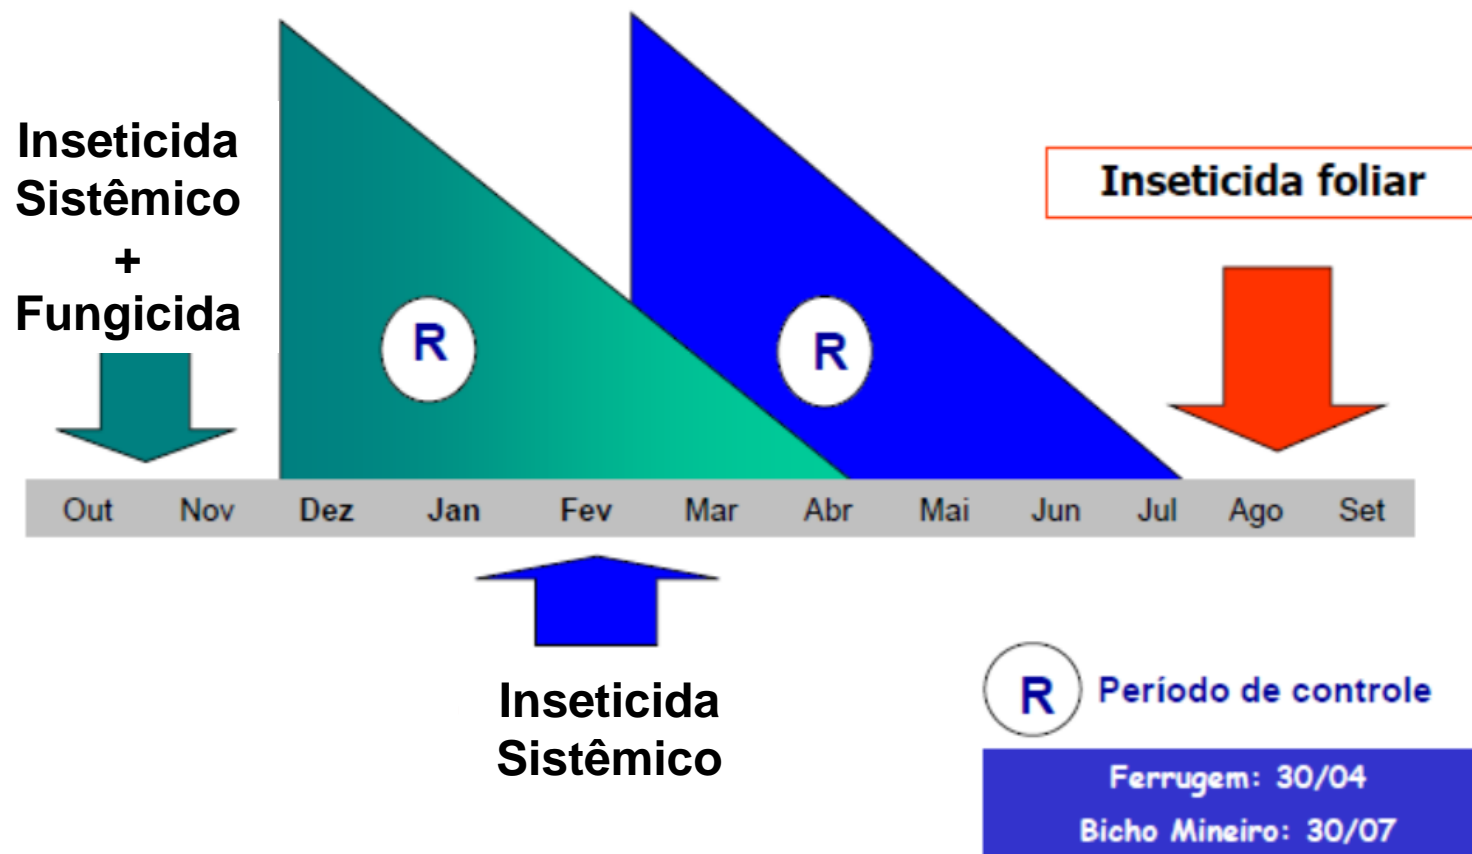 Inseticida
Sistêmico
+
Fungicida
Inseticida foliar
R
R
Out Nov Dez Jan Fev Mar Abr Mai Jun Jul Ago Set
Inseticida
Sistêmico
R Período de controle
Ferrugem: 30/04
Bicho Mineiro: 30/07